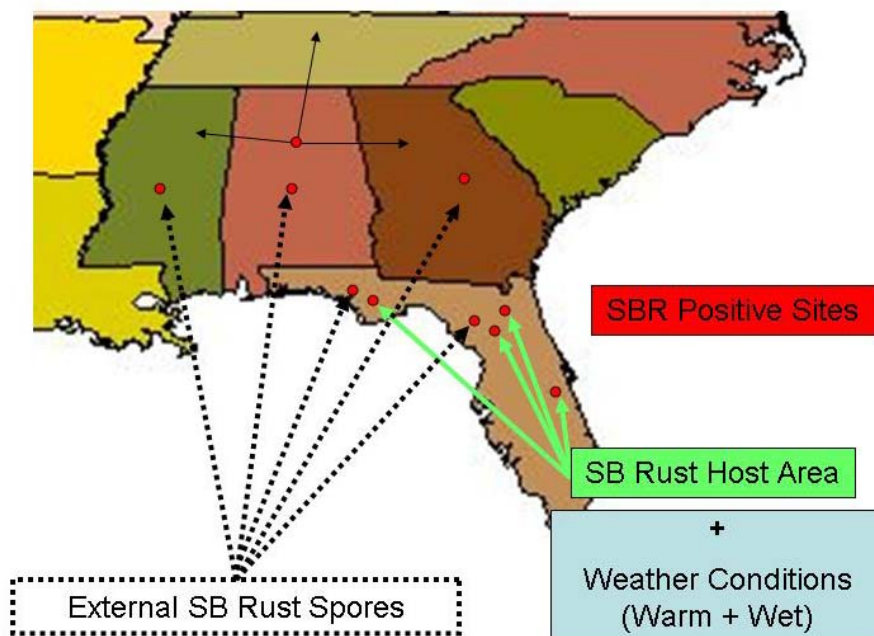 SBR Positive Sites
SB Rust Host Area
+
Weather Conditions
(Warm + Wet)
External SB Rust Spores